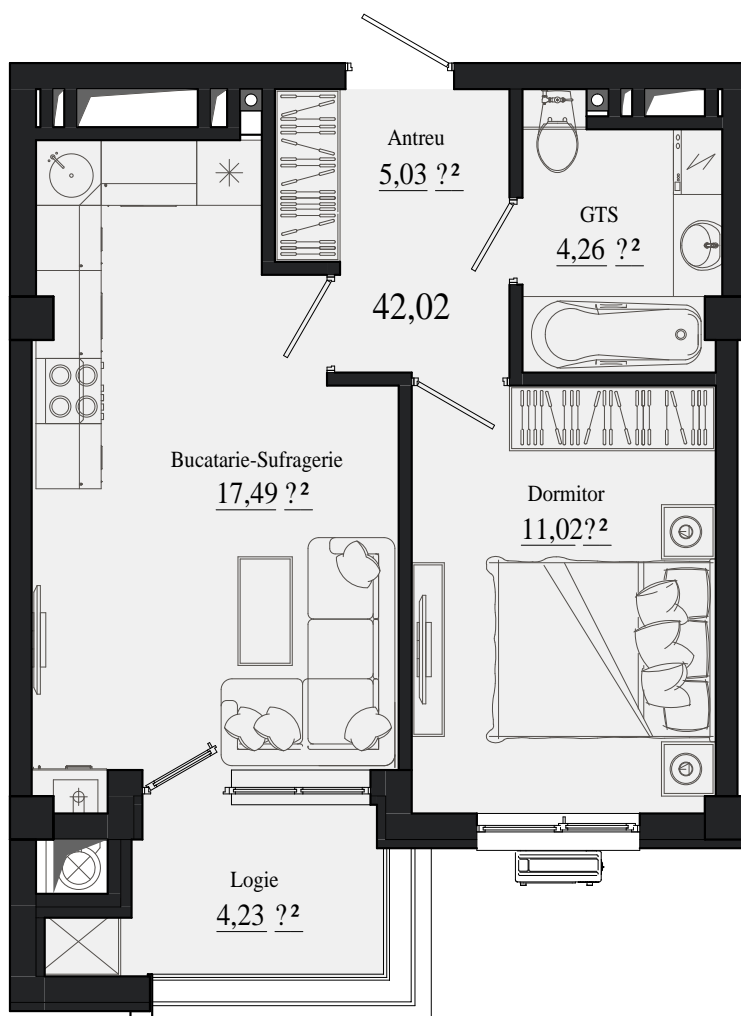 Antreu
5,03 ?²
GTS
4,26 ?²
42,02
Bucatarie-Sufragerie
17,49 ?²
Dormitor
11,02?²
Logie
4,23 ?²